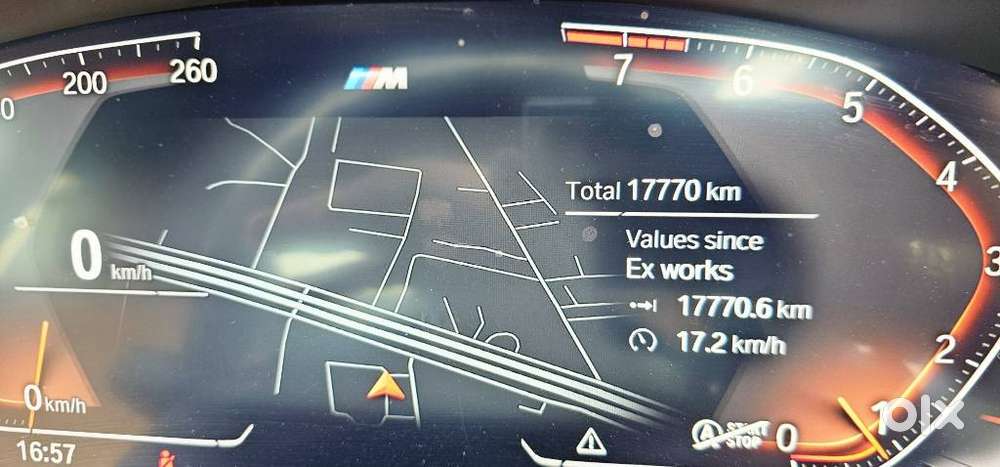 0
200
260
M
7
6
5
4
3
2
1
0
Total 17770 km
Values since
Ex works
17770.6 km
17.2 km/h
0 km/h
0 km/h
16:57
A START
STOP
olx